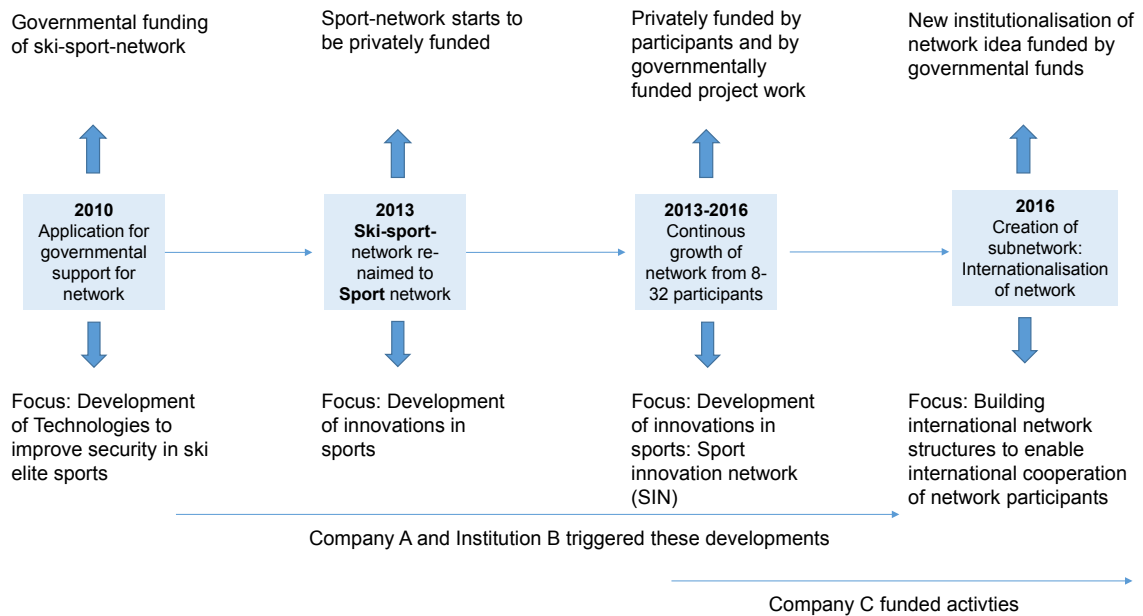 Governmental funding
of ski-sport-network
Sport-network starts to
be privately funded
Privately funded by
participants and by
governmentally
funded project work
New institutionalisation of
network idea funded by
governmental funds
2010
Application for
governmental
support for
network
2013
Ski-sport-
network re-
naimed to
Sport network
2013-2016
Continous
growth of
network from 8-
32 participants
2016
Creation of
subnetwork:
Internationalisation
of network
Focus: Development
of Technologies to
improve security in ski
elite sports
Focus: Development
of innovations in
sports
Focus: Development
of innovations in
sports: Sport
innovation network
(SIN)
Focus: Building
international network
structures to enable
international cooperation
of network participants
Company A and Institution B triggered these developments
Company C funded activties